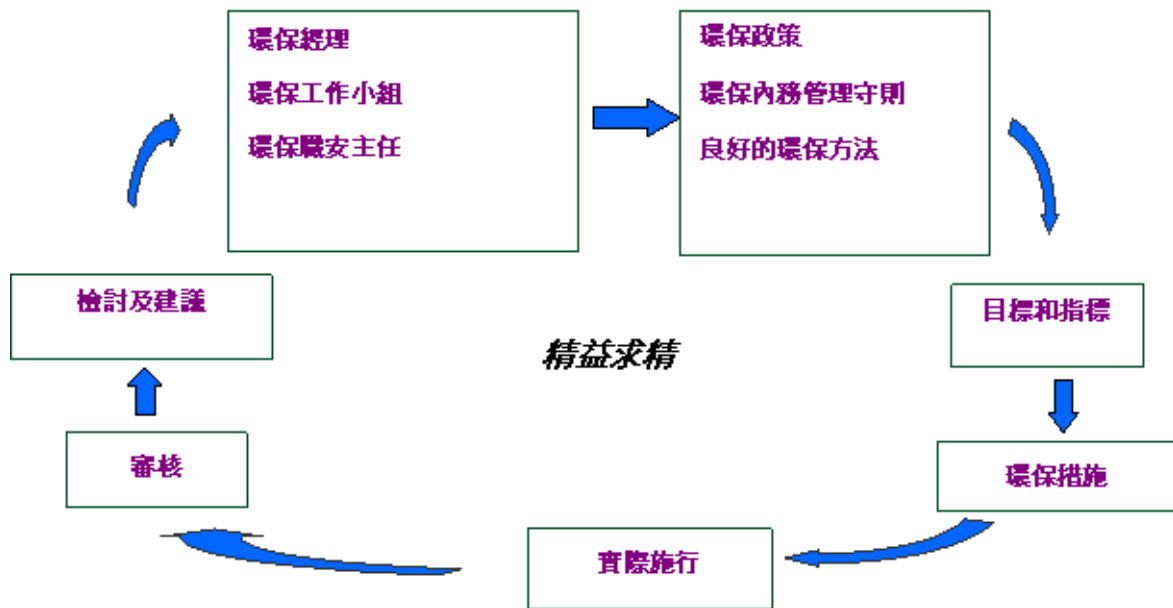 環保經理
環保工作小組
環保職安主任
環保政策
環保內務管理守則
良好的環保方法
目標和指標
環保措施
實際施行
審核
檢討及建議
精益求精